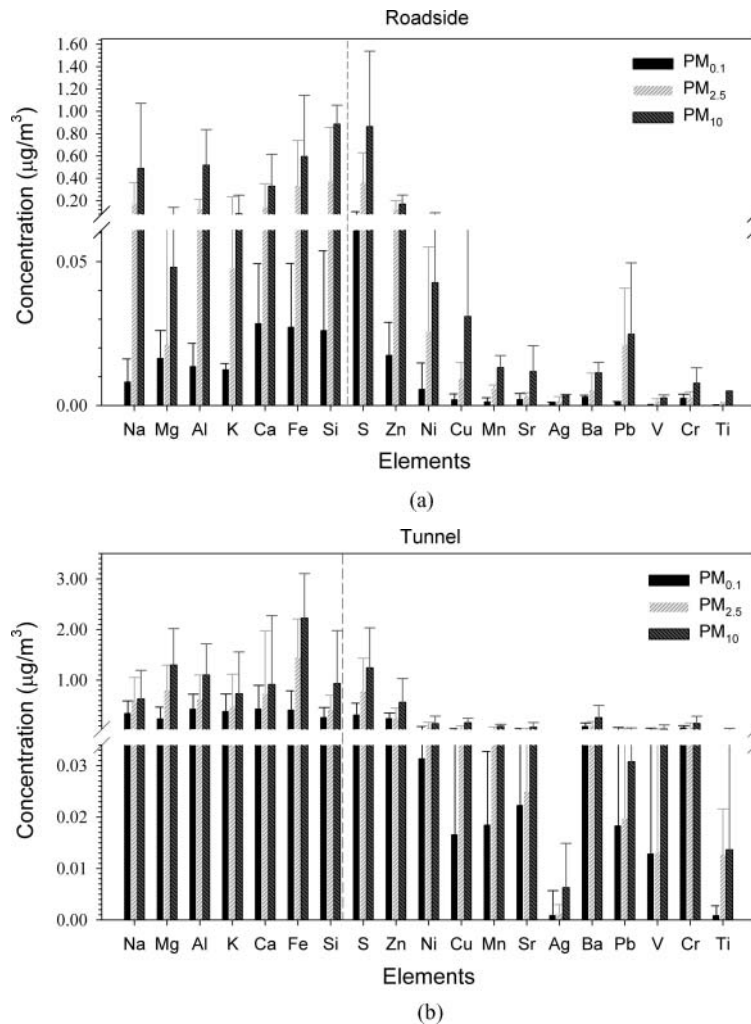 Roadside
1.60
1.40
1.20
1.00
0.80
0.60
0.40
0.20
0.05
0.00
Concentration (μg/m³)
PM0.1
PM2.5
PM10
Na Mg Al K Ca Fe Si S Zn Ni Cu Mn Sr Ag Ba Pb V Cr Ti
Elements
(a)
Tunnel
3.00
2.00
1.00
0.03
0.02
0.01
0.00
Concentration (μg/m³)
PM0.1
PM2.5
PM10
Na Mg Al K Ca Fe Si S Zn Ni Cu Mn Sr Ag Ba Pb V Cr Ti
Elements
(b)